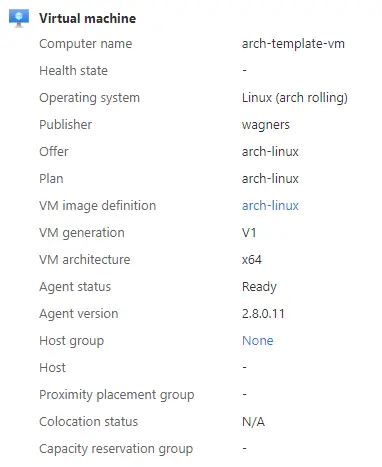 Virtual machine
Computer name arch-template-vm
Health state -
Operating system Linux (arch rolling)
Publisher wagners
Offer arch-linux
Plan arch-linux
VM image definition arch-linux
VM generation V1
VM architecture x64
Agent status Ready
Agent version 2.8.0.11
Host group None
Host -
Proximity placement group -
Colocation status N/A
Capacity reservation group -